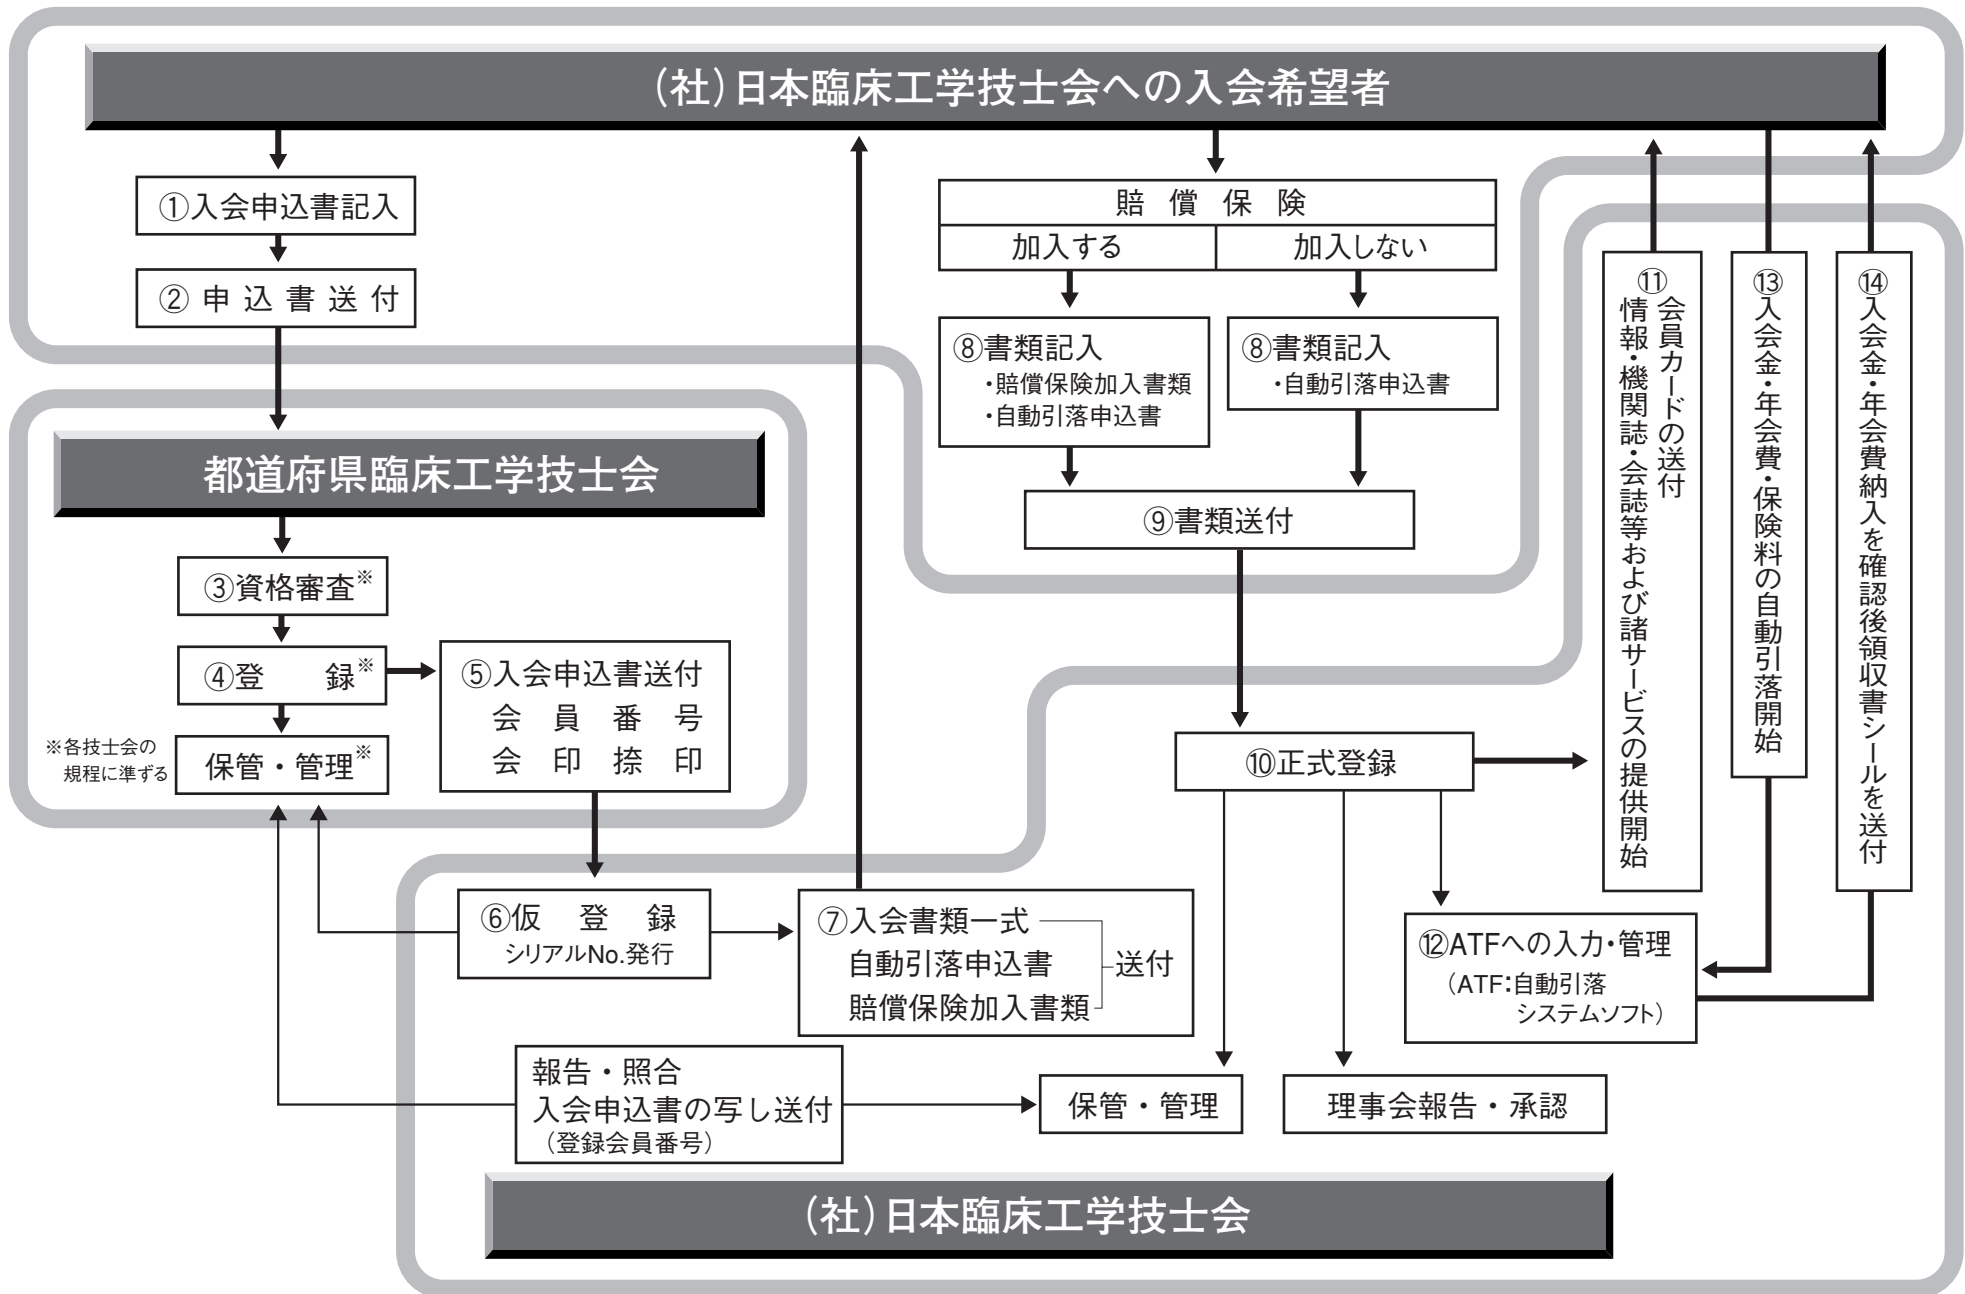 （社）日本臨床工学技士会への入会希望者
①入会申込書記入
②申込書送付
都道府県臨床工学技士会
③資格審査※
④登　録※
保管・管理※
※各技士会の
規程に準ずる
⑤入会申込書送付
会員番号
会印捺印
賠償保険
加入する
加入しない
⑧書類記入
・賠償保険加入書類
・自動引落申込書
⑧書類記入
・自動引落申込書
⑨書類送付
⑥仮登録
シリアルNo.発行
⑦入会書類一式
自動引落申込書
賠償保険加入書類
送付
⑩正式登録
⑪会員カードの送付
情報・機関誌・会誌等および諸サービスの提供開始
⑬入会金・年会費・保険料の自動引落開始
⑭入会金・年会費納入を確認後領収書シールを送付
⑫ATFへの入力・管理
（ATF：自動引落
システムソフト）
報告・照合
入会申込書の写し送付
（登録会員番号）
保管・管理
理事会報告・承認
（社）日本臨床工学技士会